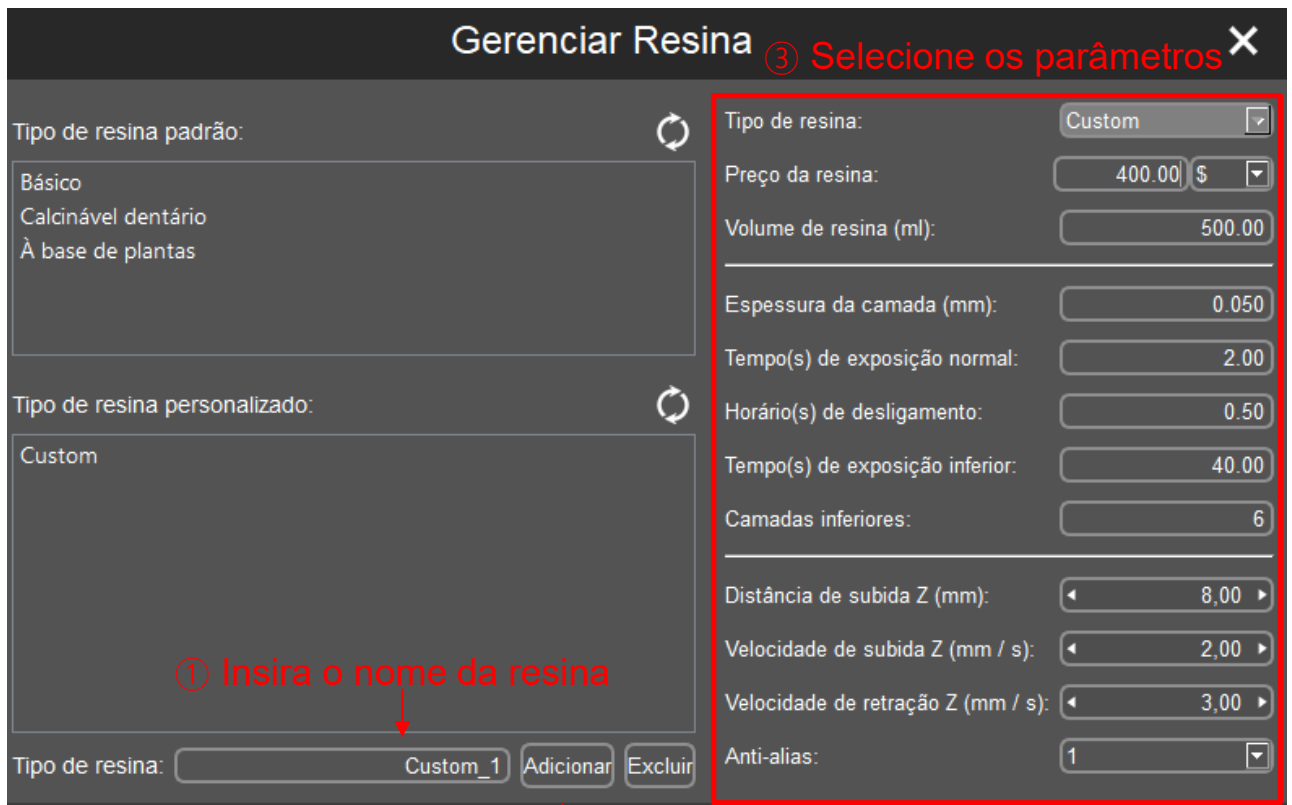 Gerenciar Resina
③ Selecione os parâmetros
Tipo de resina padrão:
Básico
Calcinável dentário
À base de plantas
Tipo de resina personalizado:
Custom
① Insira o nome da resina
Tipo de resina: Custom_1 Adicionar Excluir
Tipo de resina: Custom
Preço da resina: 400.00 $
Volume de resina (ml): 500.00
Espessura da camada (mm): 0.050
Tempo(s) de exposição normal: 2.00
Horário(s) de desligamento: 0.50
Tempo(s) de exposição inferior: 40.00
Camadas inferiores: 6
Distância de subida Z (mm): 8,00
Velocidade de subida Z (mm / s): 2,00
Velocidade de retração Z (mm / s): 3,00
Anti-alias: 1